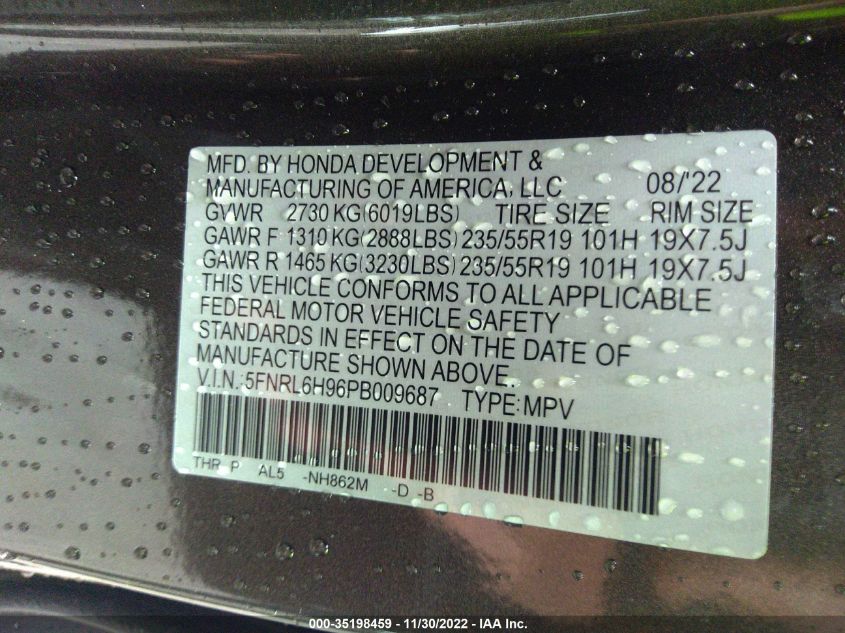 MFD. BY HONDA DEVELOPMENT &
MANUFACTURING OF AMERICA, LLC 08/'22
GVWR 2730 KG(6019LBS) TIRE SIZE RIM SIZE
GAWR F 1310 KG(2888LBS) 235/55R19 101H 19X7.5J
GAWR R 1465 KG(3230LBS) 235/55R19 101H 19X7.5J
THIS VEHICLE CONFORMS TO ALL APPLICABLE
FEDERAL MOTOR VEHICLE SAFETY
STANDARDS IN EFFECT ON THE DATE OF
MANUFACTURE SHOWN ABOVE.
V.I.N.:5FNRL6H96PB009687 TYPE:MPV
THR P AL5 -NH862M -D -B
000-35198459 - 11/30/2022 - IAA Inc.